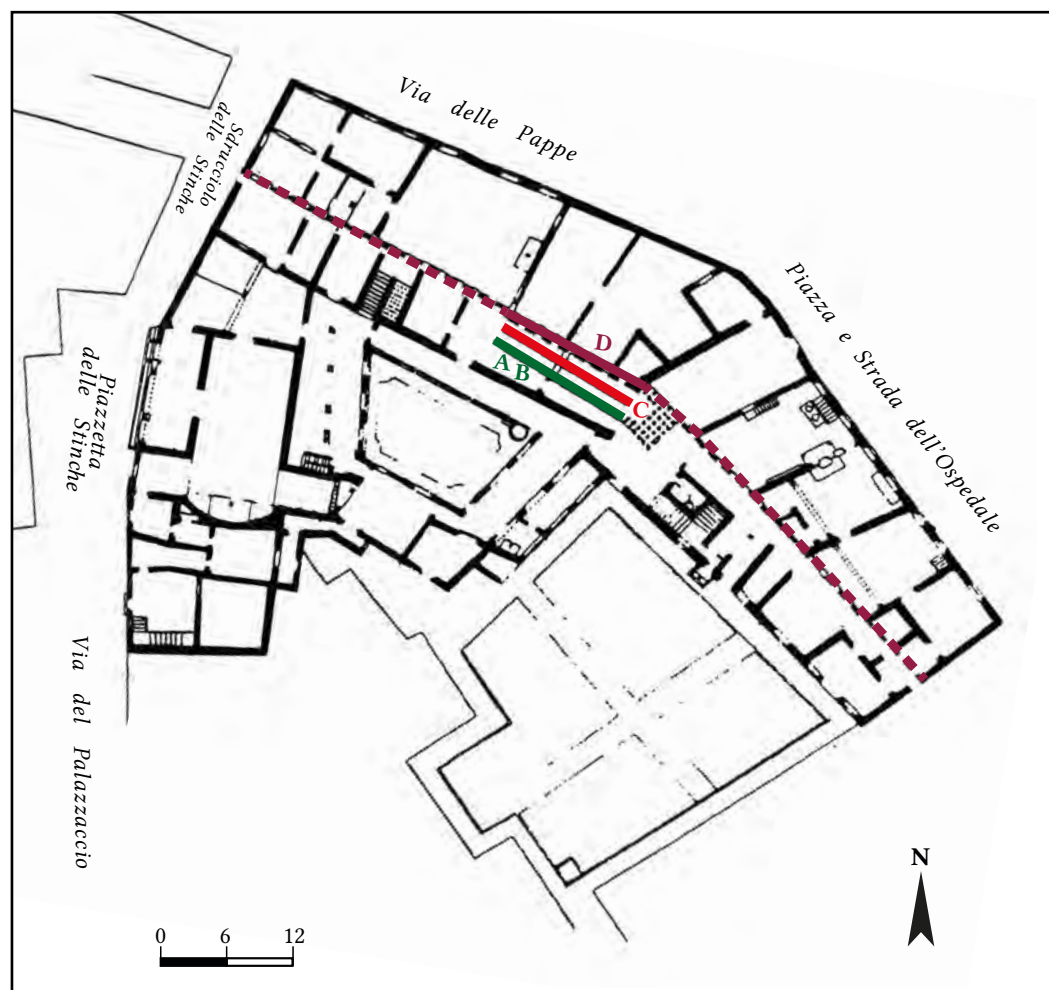 Via delle Pappe
Sdrucciolo
delle Stinche
Piazza e Strada dell'Ospedale
D
A B
C
Piazzetta
delle Stinche
Via del Palazzaccio
N
0 6 12